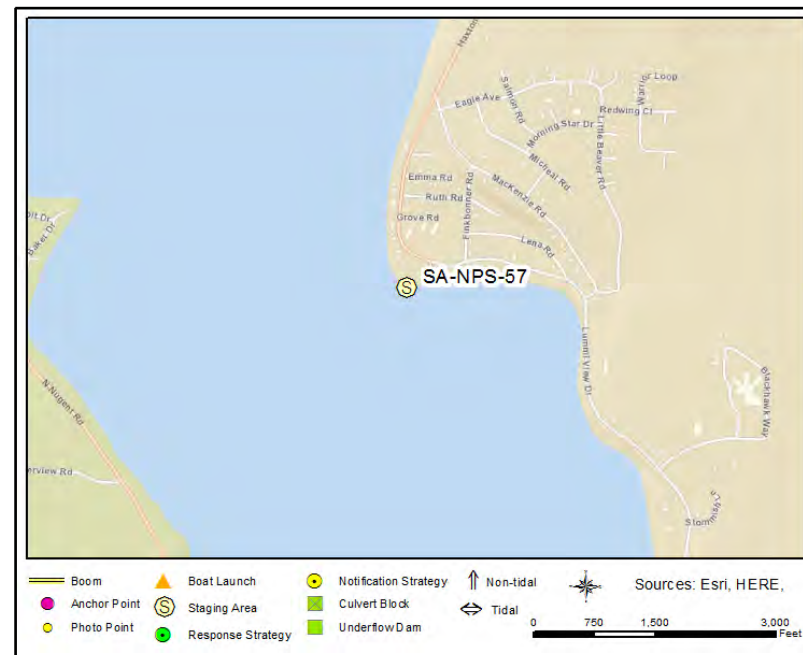 Haxton
Warrior Loop
Eagle Ave
Salmon Rd
Redwing Ct
Morning Star Dr
Little Beaver Rd
Micheal Rd
Emma Rd
MacKenzie Rd
Ruth Rd
Finkbonner Rd
Grove Rd
Lena Rd
Baker Dr
SA-NPS-57
S
Lummi View Dr
Blackhawk Way
N Nugent Rd
erview Rd
Ln
Boom
Boat Launch
Notification Strategy
Non-tidal
Sources: Esri, HERE,
Anchor Point
S
Staging Area
Culvert Block
Tidal
Photo Point
Response Strategy
Underflow Dam
0 750 1,500 3,000
Feet